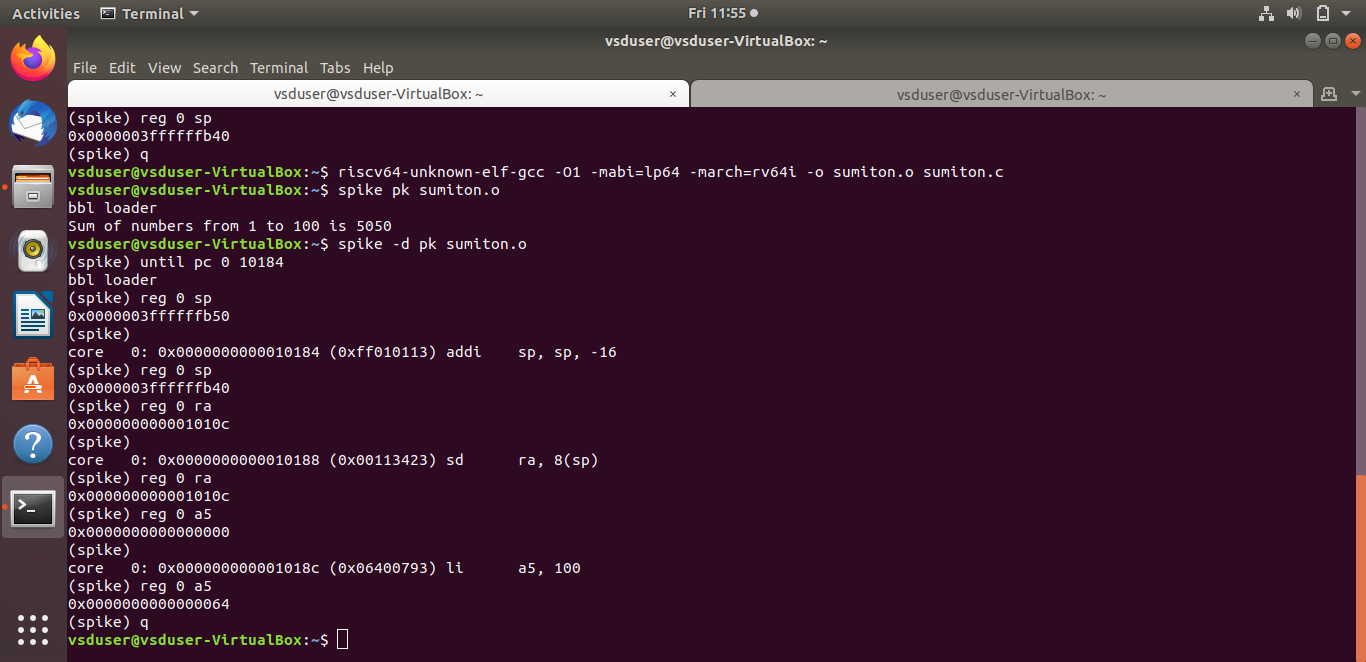 Activities Terminal Fri 11:55
vsduser@vsduser-VirtualBox: ~
File Edit View Search Terminal Tabs Help
vsduser@vsduser-VirtualBox: ~ × vsduser@vsduser-VirtualBox: ~ ×
(spike) reg 0 sp
0x0000003ffffffb40
(spike) q
vsduser@vsduser-VirtualBox:~$ riscv64-unknown-elf-gcc -O1 -mabi=lp64 -march=rv64i -o sumiton.o sumiton.c
vsduser@vsduser-VirtualBox:~$ spike pk sumiton.o
bbl loader
Sum of numbers from 1 to 100 is 5050
vsduser@vsduser-VirtualBox:~$ spike -d pk sumiton.o
(spike) until pc 0 10184
bbl loader
(spike) reg 0 sp
0x0000003ffffffb50
(spike)
core   0: 0x0000000000010184 (0xff010113) addi    sp, sp, -16
(spike) reg 0 sp
0x0000003ffffffb40
(spike) reg 0 ra
0x000000000001010c
(spike)
core   0: 0x0000000000010188 (0x00113423) sd      ra, 8(sp)
(spike) reg 0 ra
0x000000000001010c
(spike) reg 0 a5
0x0000000000000000
(spike)
core   0: 0x000000000001018c (0x06400793) li      a5, 100
(spike) reg 0 a5
0x0000000000000064
(spike) q
vsduser@vsduser-VirtualBox:~$